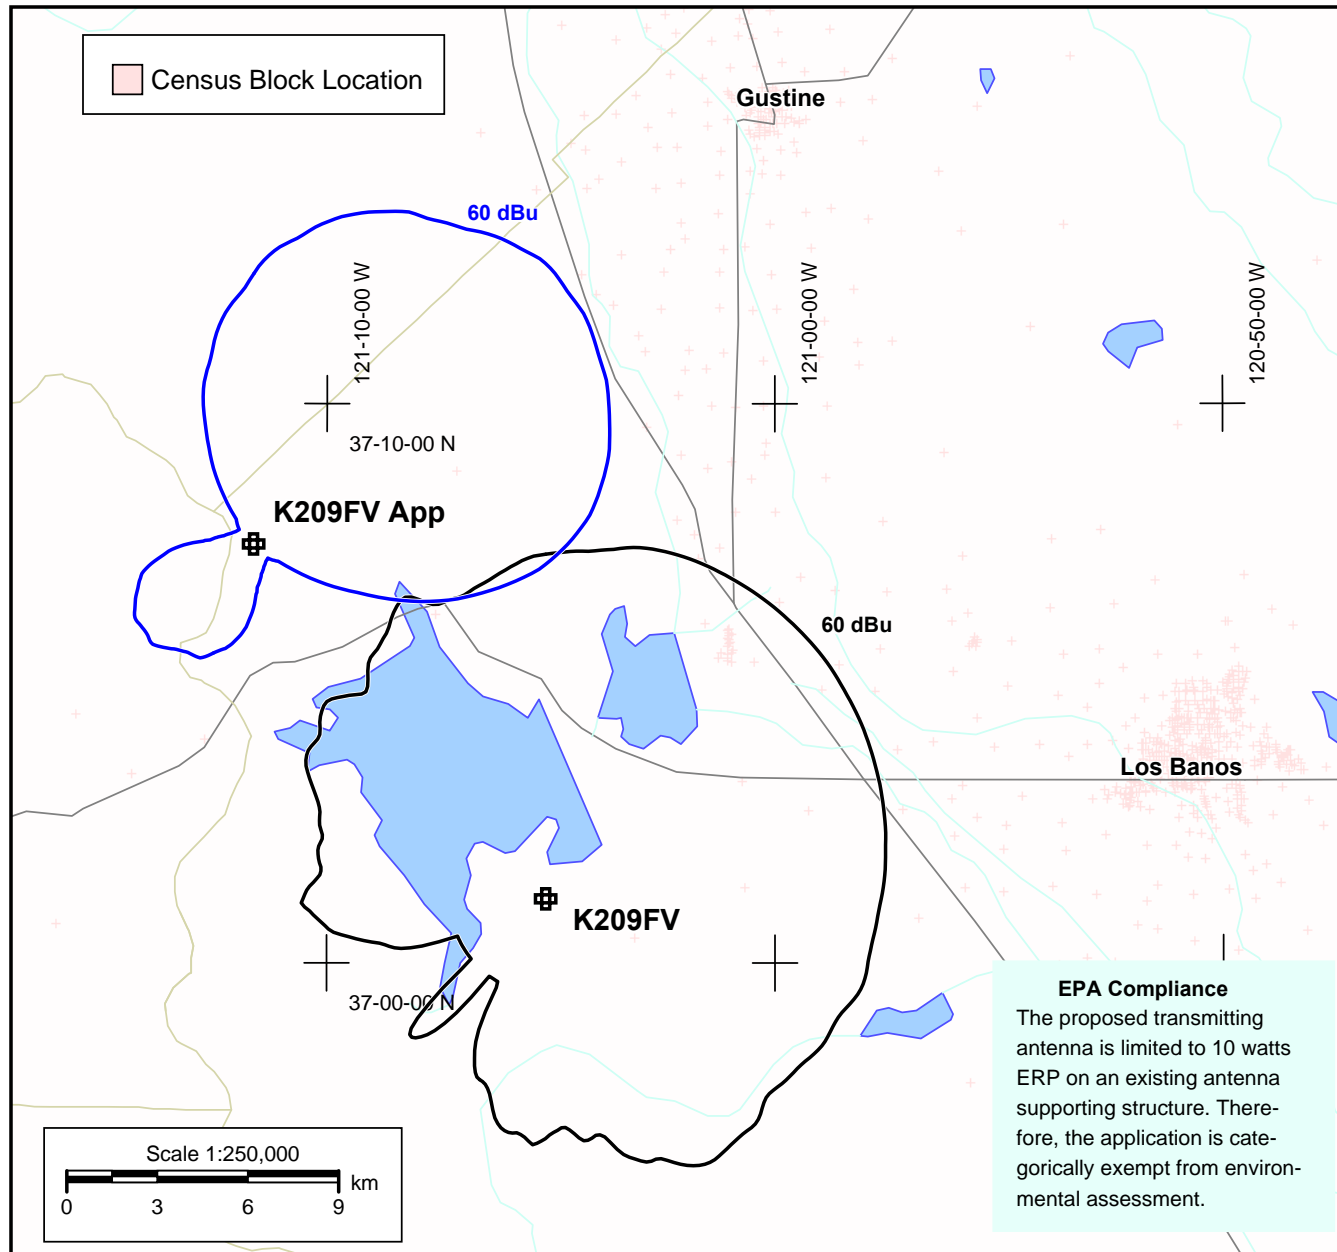 Census Block Location
Gustine
60 dBu
121-10-00 W
121-00-00 W
120-50-00 W
37-10-00 N
K209FV App
60 dBu
Los Banos
K209FV
37-00-00 N
EPA Compliance
The proposed transmitting
antenna is limited to 10 watts
ERP on an existing antenna
supporting structure. There-
fore, the application is cate-
gorically exempt from environ-
mental assessment.
Scale 1:250,000
km
0 3 6 9